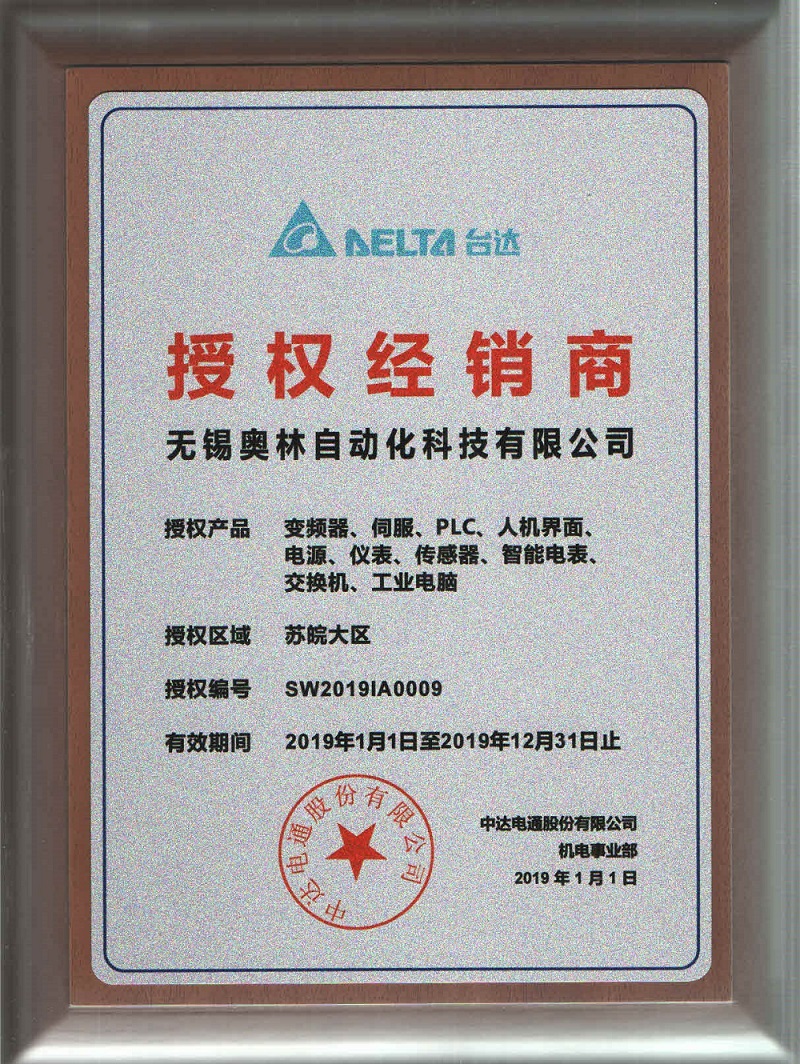 DELTA 台达
授权经销商
无锡奥林自动化科技有限公司
授权产品 变频器、伺服、PLC、人机界面、
电源、仪表、传感器、智能电表、
交换机、工业电脑
授权区域 苏皖大区
授权编号 SW2019IA0009
有效期间 2019年1月1日至2019年12月31日止
中达电通股份有限公司
中达电通股份有限公司
机电事业部
2019 年 1 月 1 日